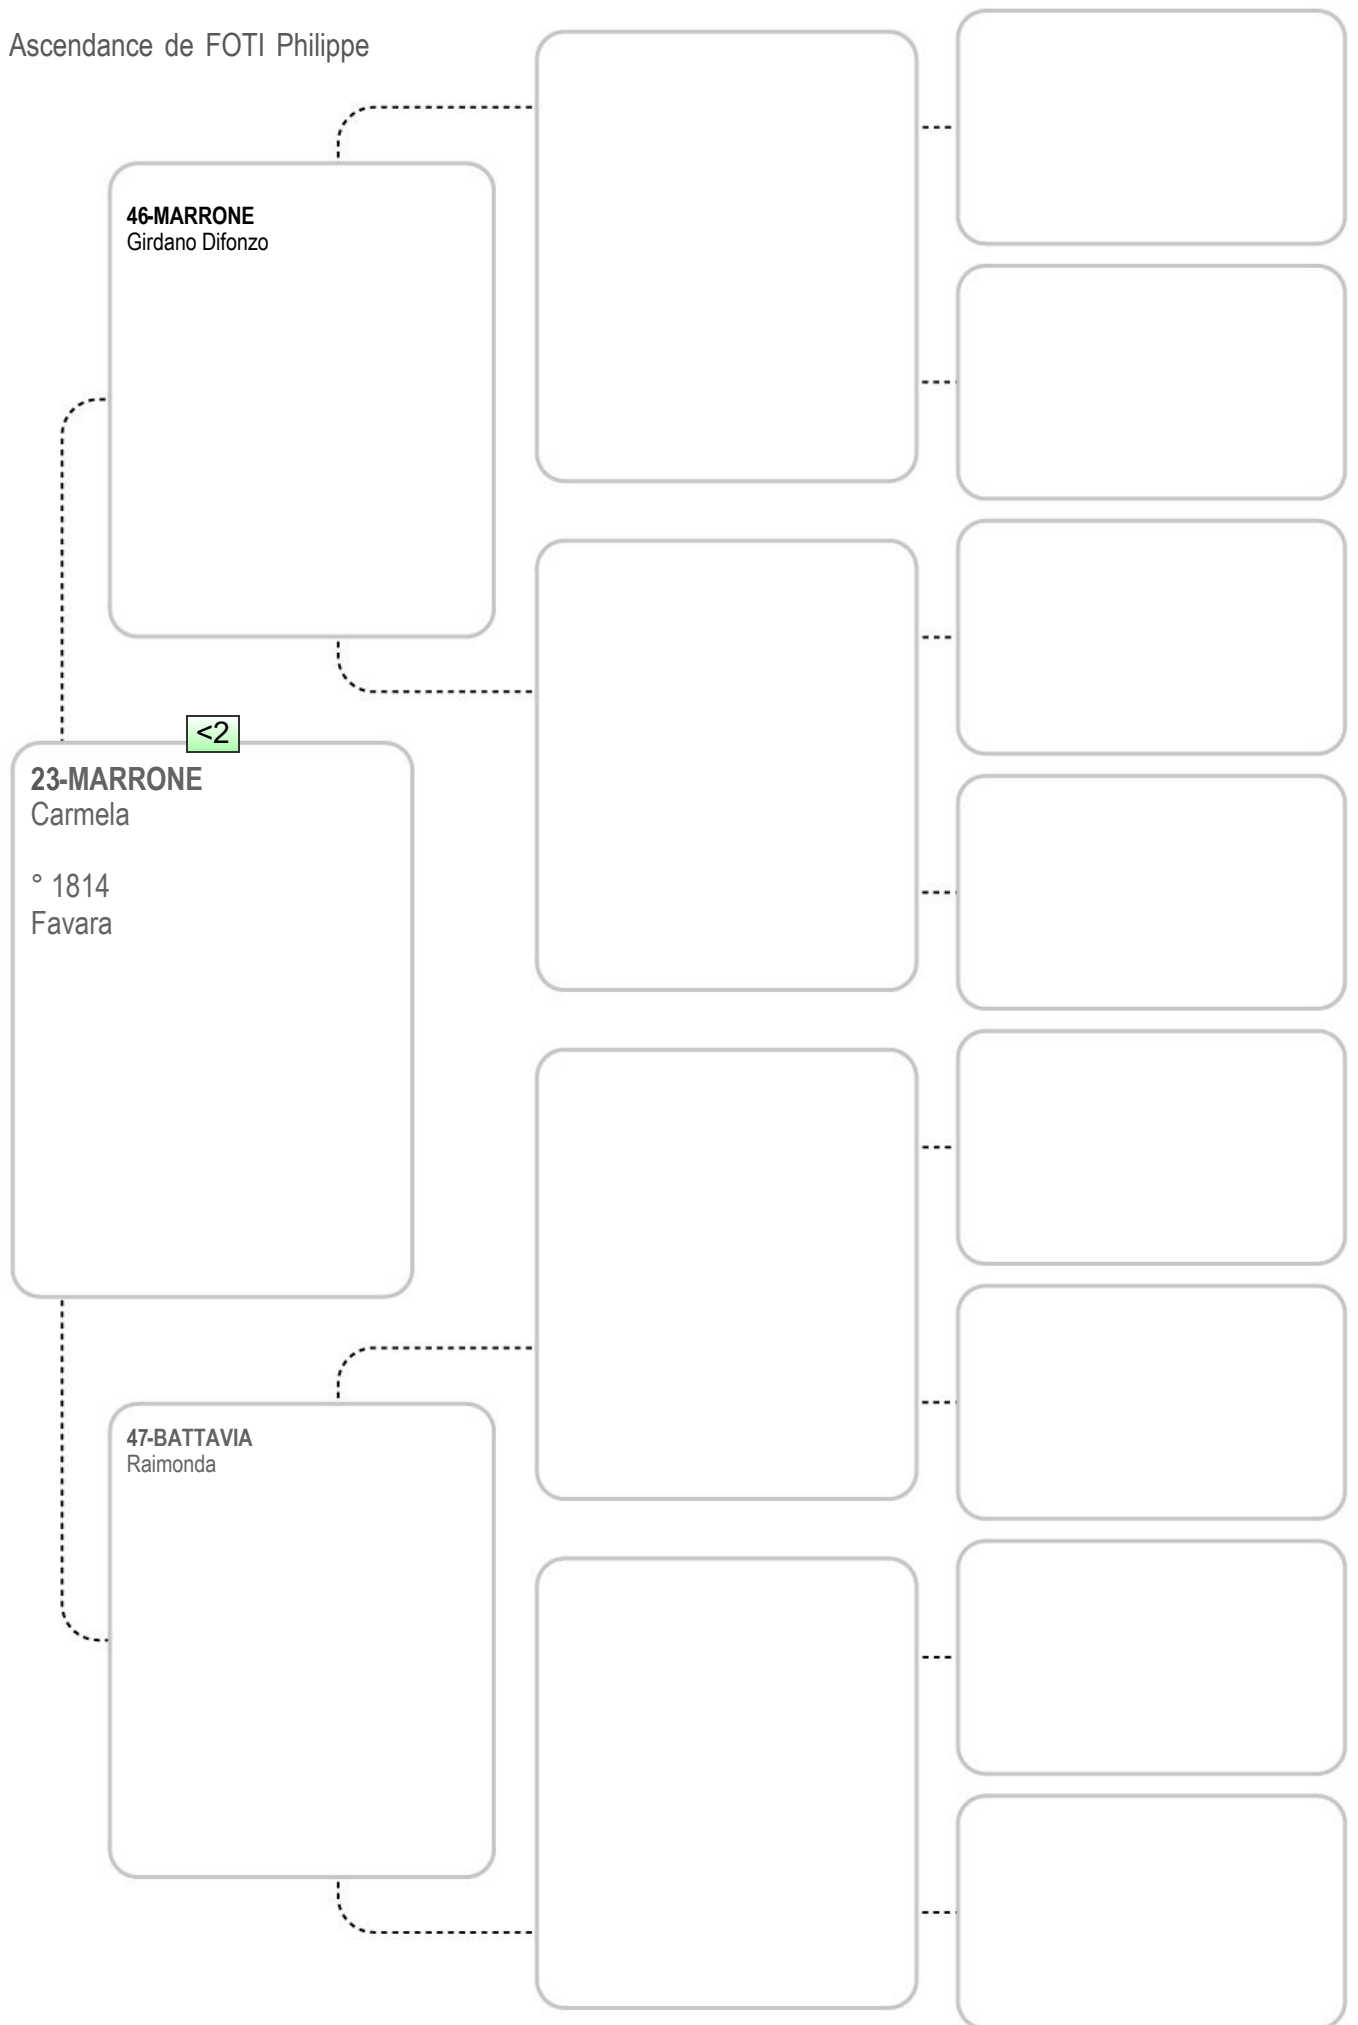 Ascendance de FOTI Philippe
46-MARRONE
Girdano Difonzo
<2
23-MARRONE
Carmela
° 1814
Favara
47-BATTAVIA
Raimonda